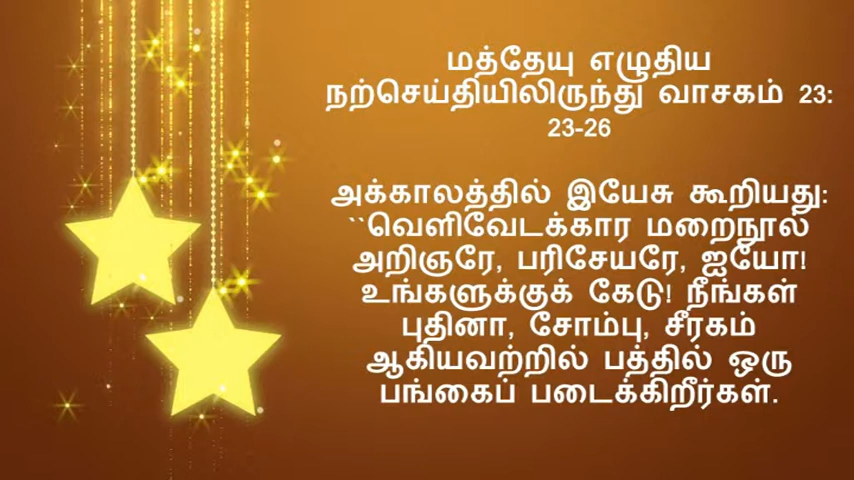 மத்தேயு எழுதிய
நற்செய்தியிலிருந்து வாசகம் 23:
23-26
அக்காலத்தில் இயேசு கூறியது:
``வெளிவேடக்கார மறைநூல்
அறிஞரே, பரிசேயரே, ஐயோ!
உங்களுக்குக் கேடு! நீங்கள்
புதினா, சோம்பு, சீரகம்
ஆகியவற்றில் பத்தில் ஒரு
பங்கைப் படைக்கிறீர்கள்.